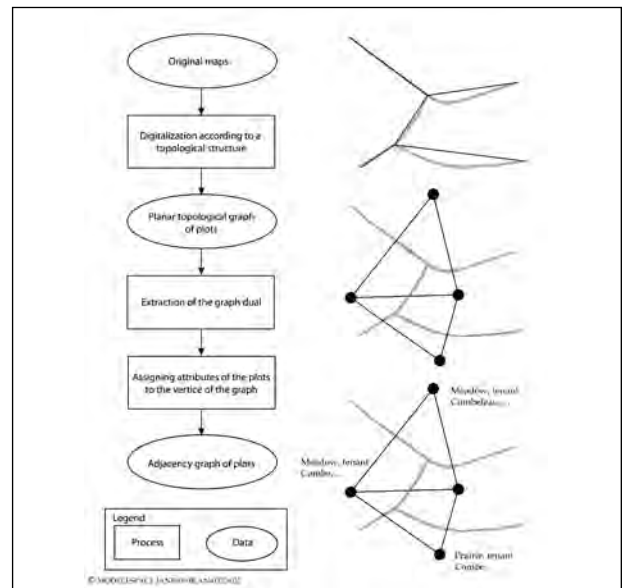 Original maps
Digitalization according to a
topological structure
Planar topological graph
of plots
Extraction of the graph dual
Assigning attributes of the plots
to the vertice of the graph
Adjacency graph of plots
Legend
Process
Data
Meadow, tenant
Meadow, tenant
Combe,...
Prairie, tenant
Combe